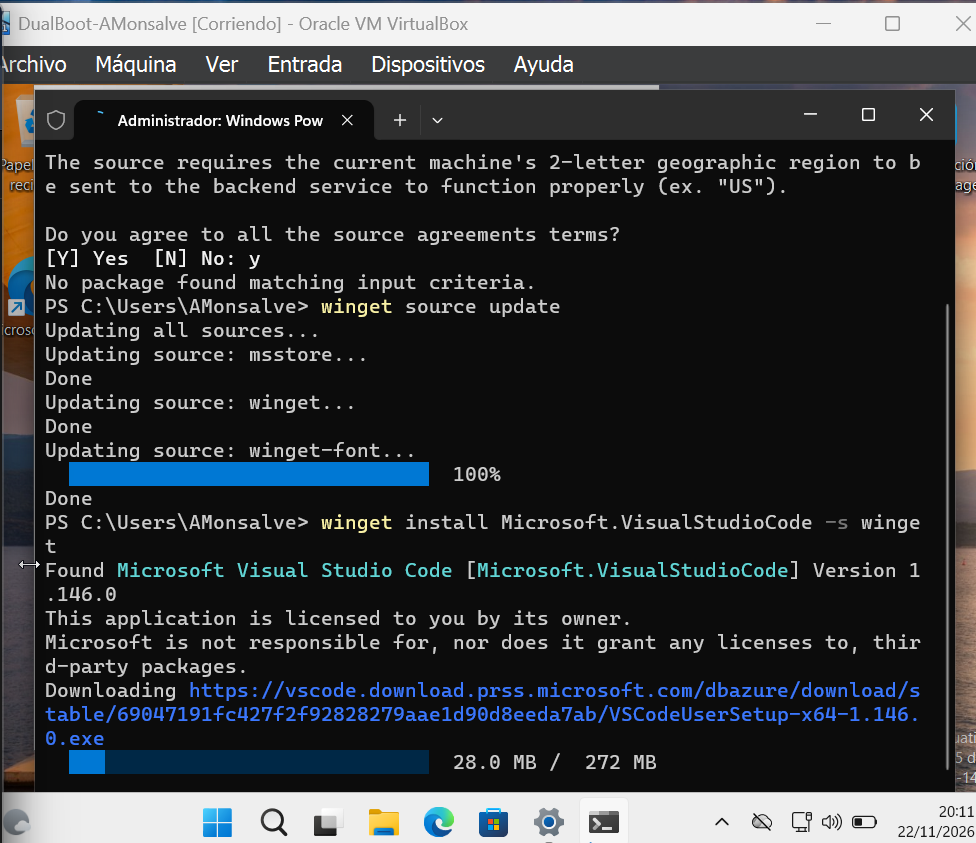 DualBoot-AMonsalve [Corriendo] - Oracle VM VirtualBox
Archivo Máquina Ver Entrada Dispositivos Ayuda
Administrador: Windows Pow
The source requires the current machine's 2-letter geographic region to b
e sent to the backend service to function properly (ex. "US").
Do you agree to all the source agreements terms?
[Y] Yes [N] No: y
No package found matching input criteria.
PS C:\Users\AMonsalve> winget source update
Updating all sources...
Updating source: msstore...
Done
Updating source: winget...
Done
Updating source: winget-font...
100%
Done
PS C:\Users\AMonsalve> winget install Microsoft.VisualStudioCode -s winge
t
Found Microsoft Visual Studio Code [Microsoft.VisualStudioCode] Version 1
.146.0
This application is licensed to you by its owner.
Microsoft is not responsible for, nor does it grant any licenses to, thir
d-party packages.
Downloading https://vscode.download.prss.microsoft.com/dbazure/download/s
table/69047191fc427f2f92828279aae1d90d8eeda7ab/VSCodeUserSetup-x64-1.146.
0.exe
28.0 MB / 272 MB
Papel
reci
20:11
22/11/2026